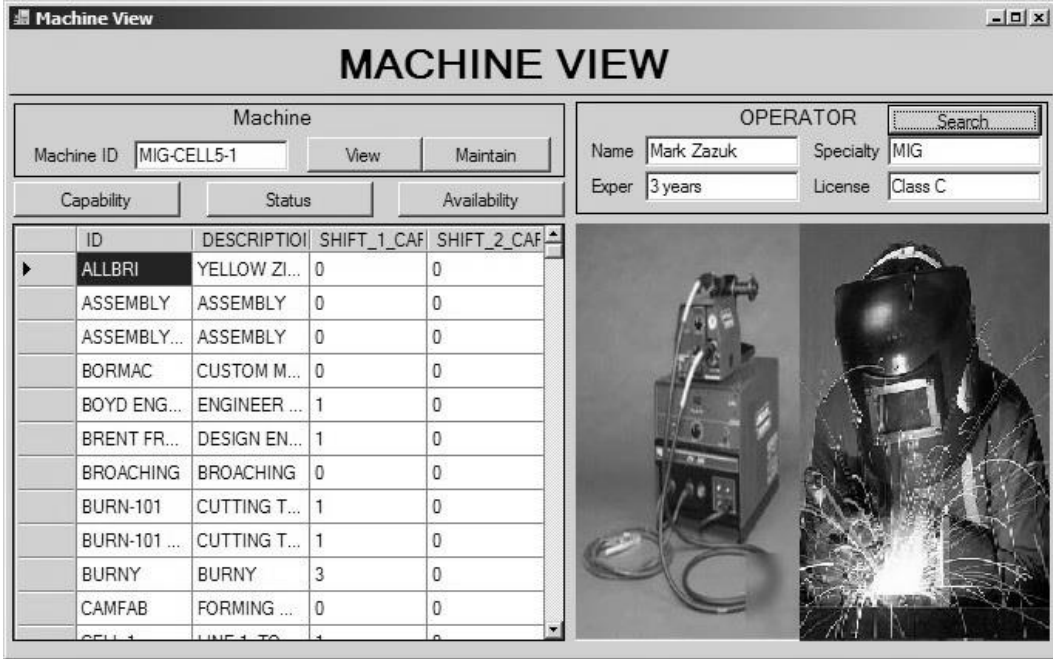 Machine View
MACHINE VIEW
Machine
Machine ID MIG-CELL5-1 View Maintain
Capability Status Availability
OPERATOR Search
Name Mark Zazuk Specialty MIG
Exper 3 years License Class C
ID DESCRIPTIOI SHIFT_1_CAF SHIFT_2_CAF
ALLBRI YELLOW ZI... 0 0
ASSEMBLY ASSEMBLY 0 0
ASSEMBLY... ASSEMBLY 0 0
BORMAC CUSTOM M... 0 0
BOYD ENG... ENGINEER ... 1 0
BRENT FR... DESIGN EN... 1 0
BROACHING BROACHING 0 0
BURN-101 CUTTING T... 1 0
BURN-101 ... CUTTING T... 1 0
BURNY BURNY 3 0
CAMFAB FORMING ... 0 0